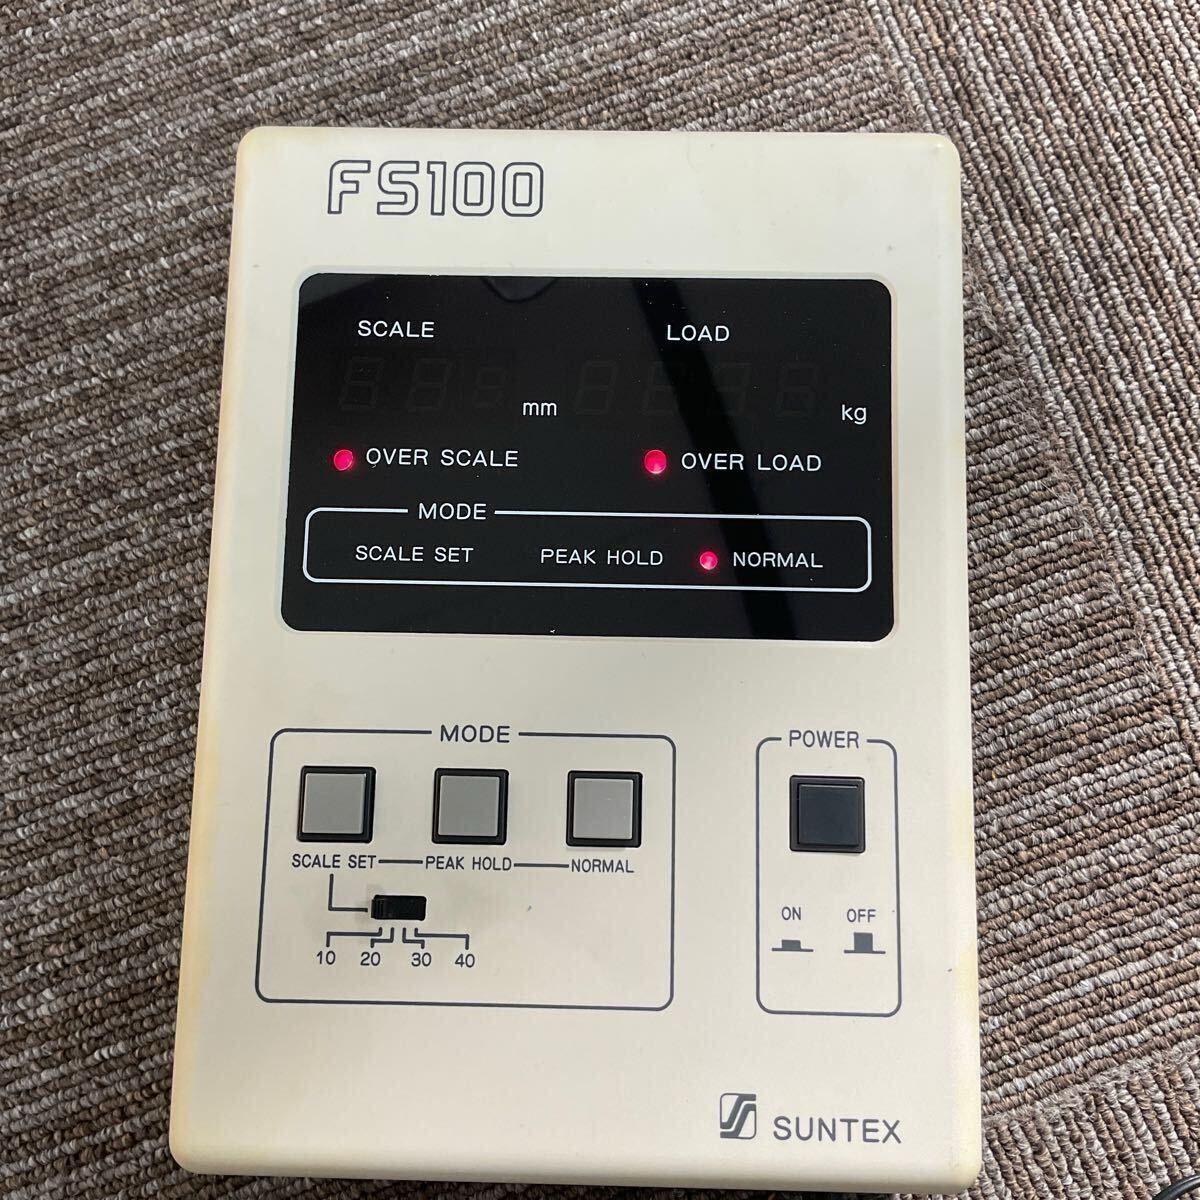 FS100
SCALE LOAD
mm kg
OVER SCALE OVER LOAD
MODE
SCALE SET PEAK HOLD NORMAL
MODE
POWER
SCALE SET PEAK HOLD NORMAL
ON OFF
10 20 30 40
SUNTEX